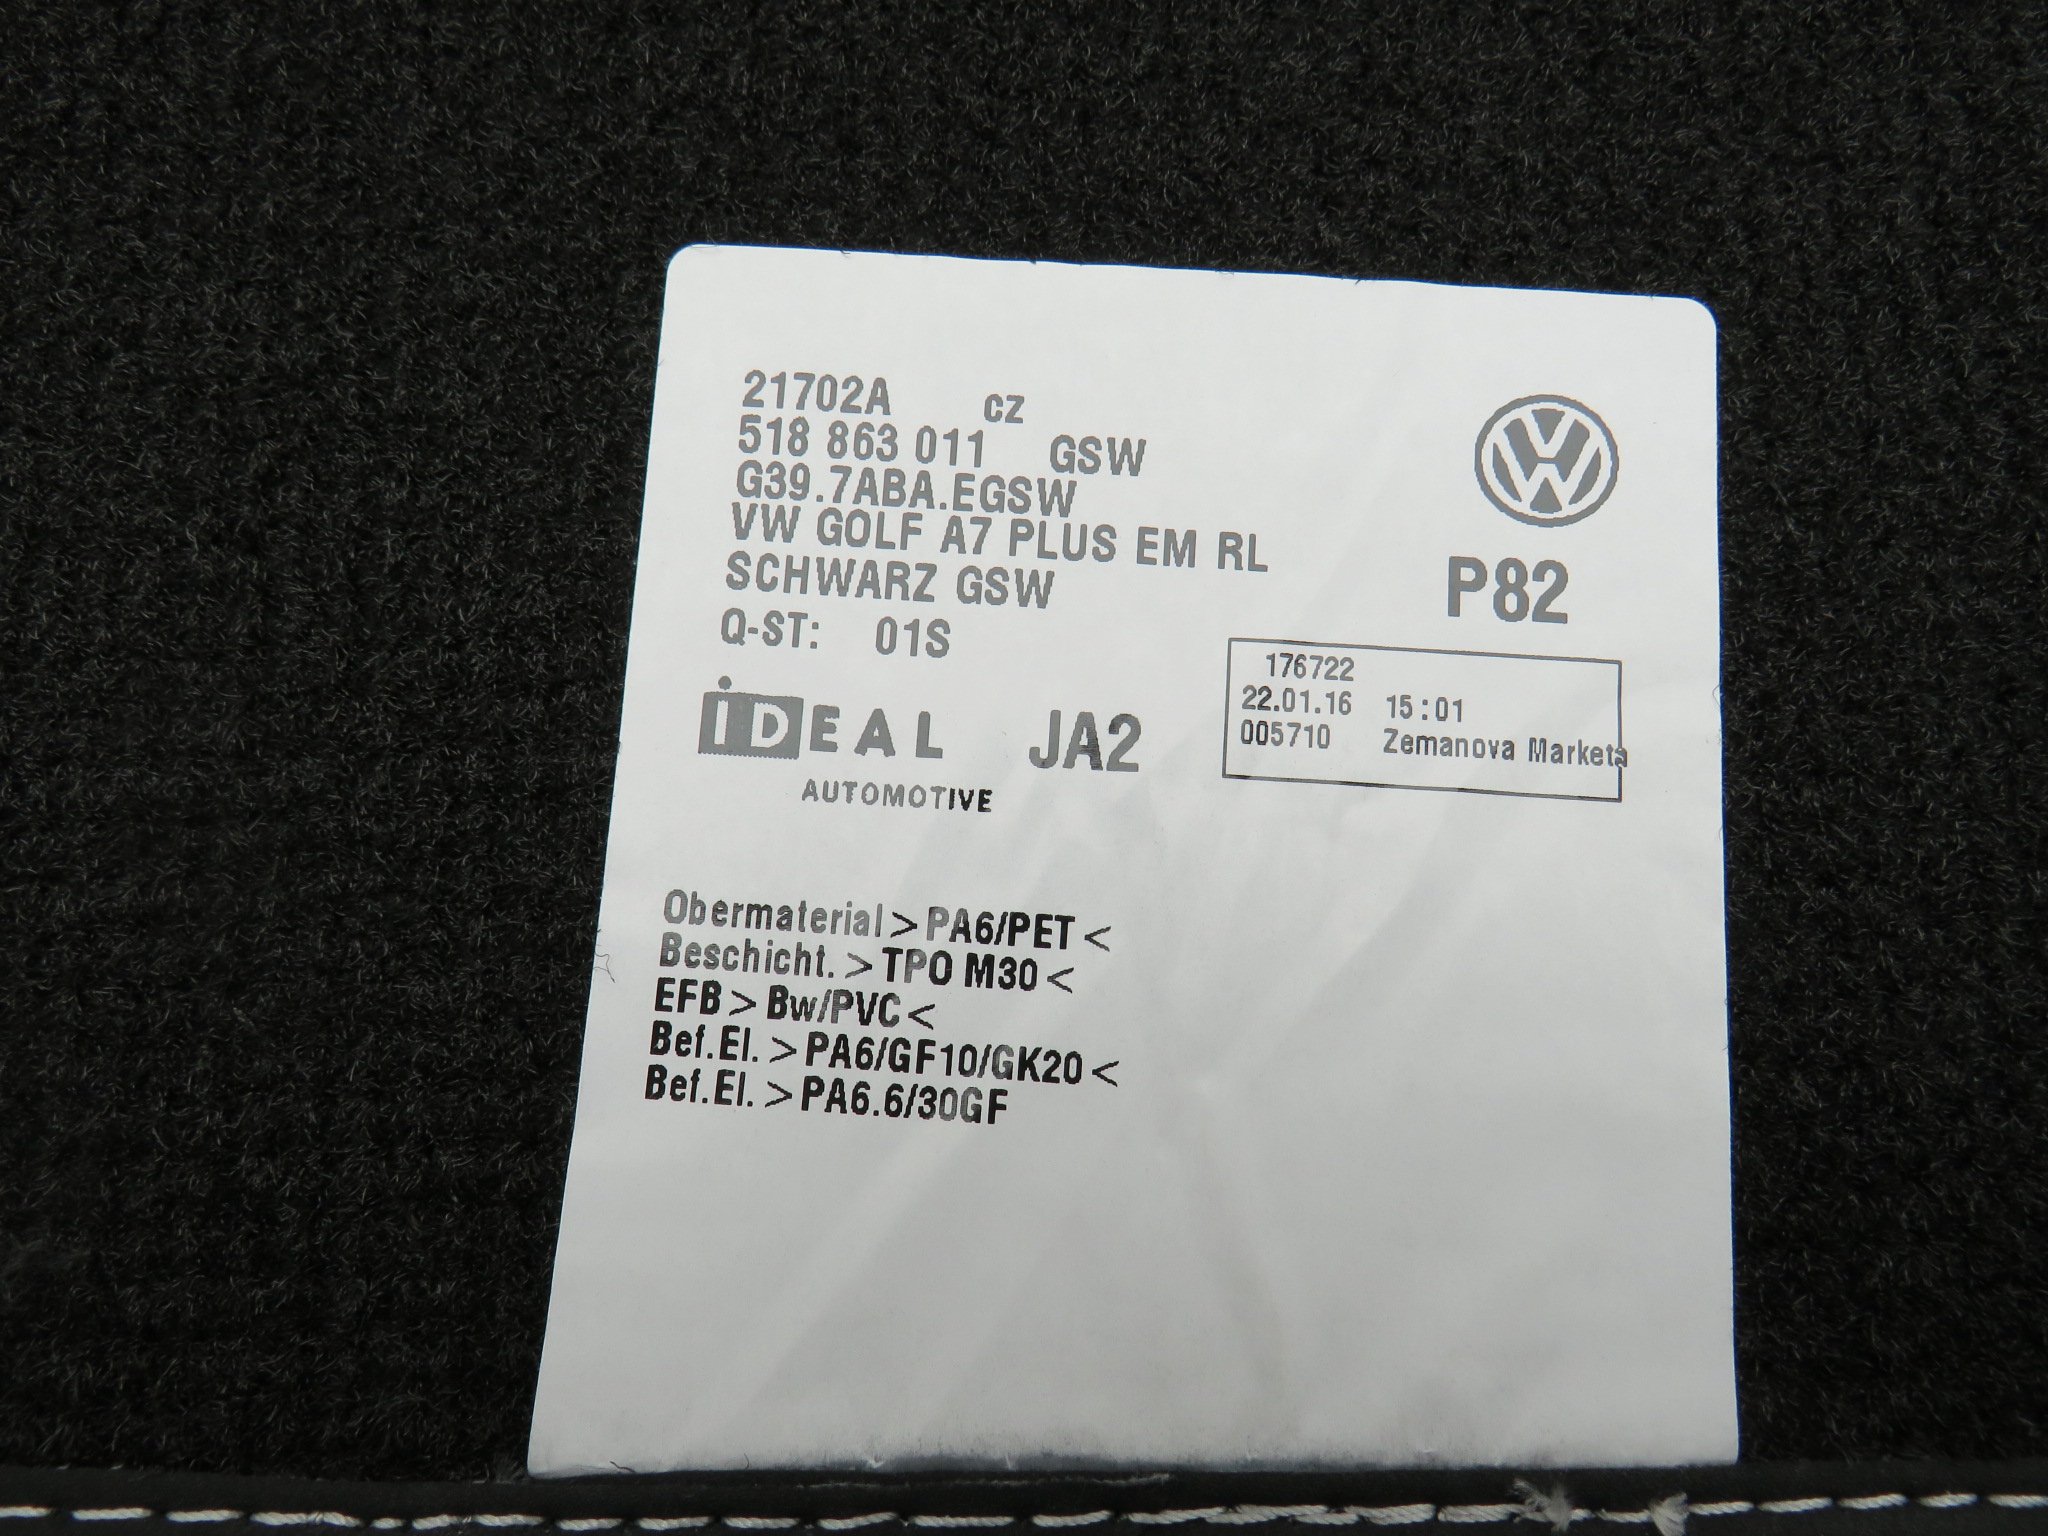 21702A cz
518 863 011 GSW
G39.7ABA.EGSW
VW GOLF A7 PLUS EM RL
SCHWARZ GSW
Q-ST: 01S
VW
P82
176722
22.01.16 15:01
005710 Zemanova Marketa
iDEAL JA2
AUTOMOTIVE
Obermaterial >PA6/PET<
Beschicht. >TPO M30<
EFB >Bw/PVC<
Bef.El. >PA6/GF10/GK20<
Bef.El. >PA6.6/30GF